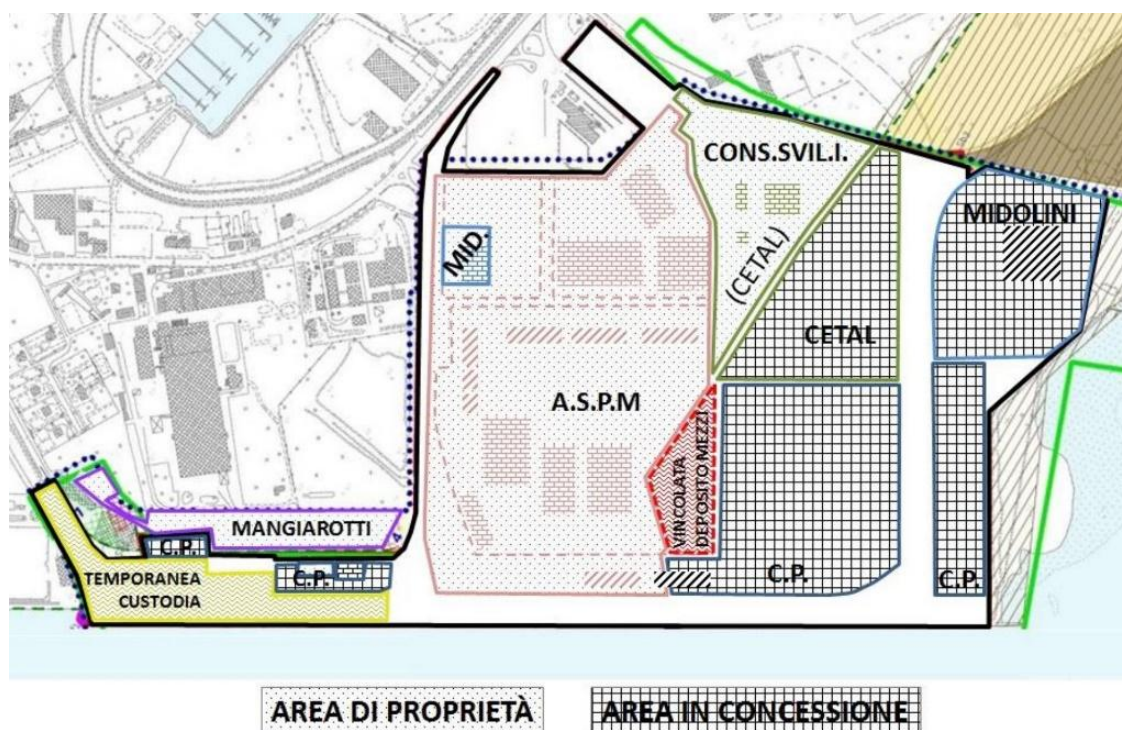 CONS.SVIL.I.
MIDOLINI
MID.
(CETAL)
CETAL
A.S.P.M
VINCOLATA
DEPOSITO MEZZI
MANGIAROTTI
C.P.
TEMPORANEA
CUSTODIA
C.P.
C.P.
C.P.
AREA DI PROPRIETÀ
AREA IN CONCESSIONE